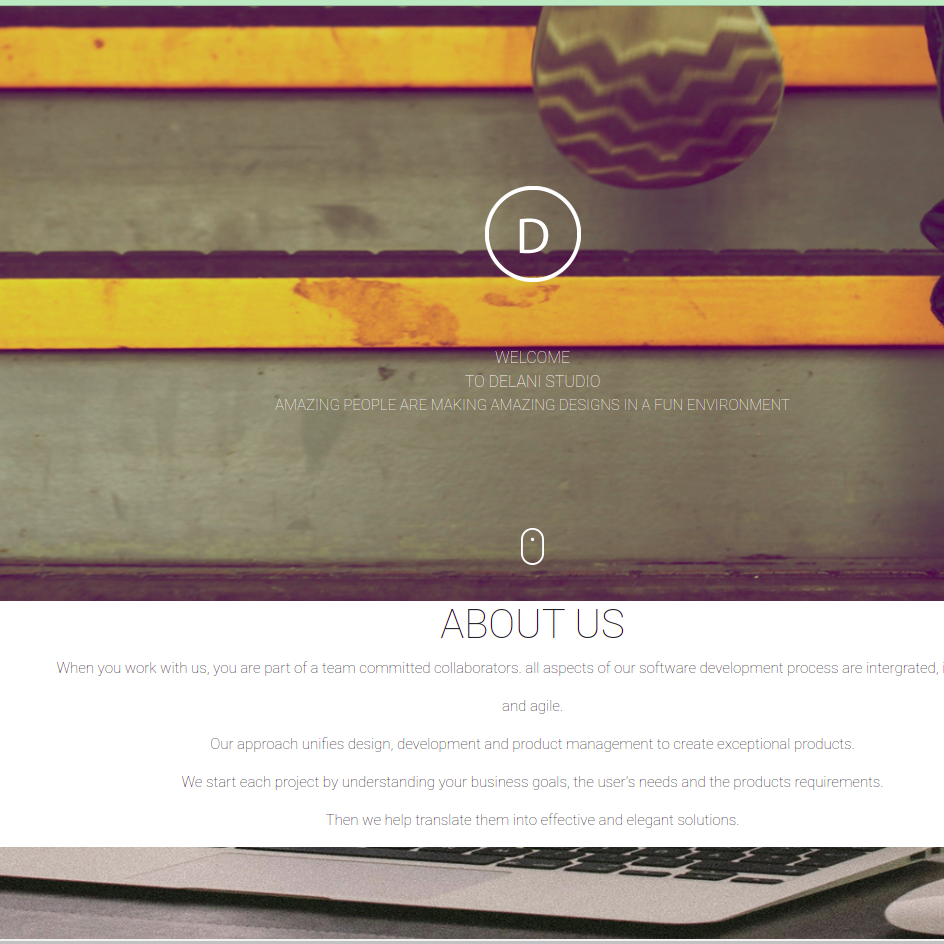 D
WELCOME
TO DELANI STUDIO
AMAZING PEOPLE ARE MAKING AMAZING DESIGNS IN A FUN ENVIRONMENT
ABOUT US
When you work with us, you are part of a team committed collaborators. all aspects of our software development process are intergrated,
and agile.
Our approach unifies design, development and product management to create exceptional products.
We start each project by understanding your business goals, the user's needs and the products requirements.
Then we help translate them into effective and elegant solutions.